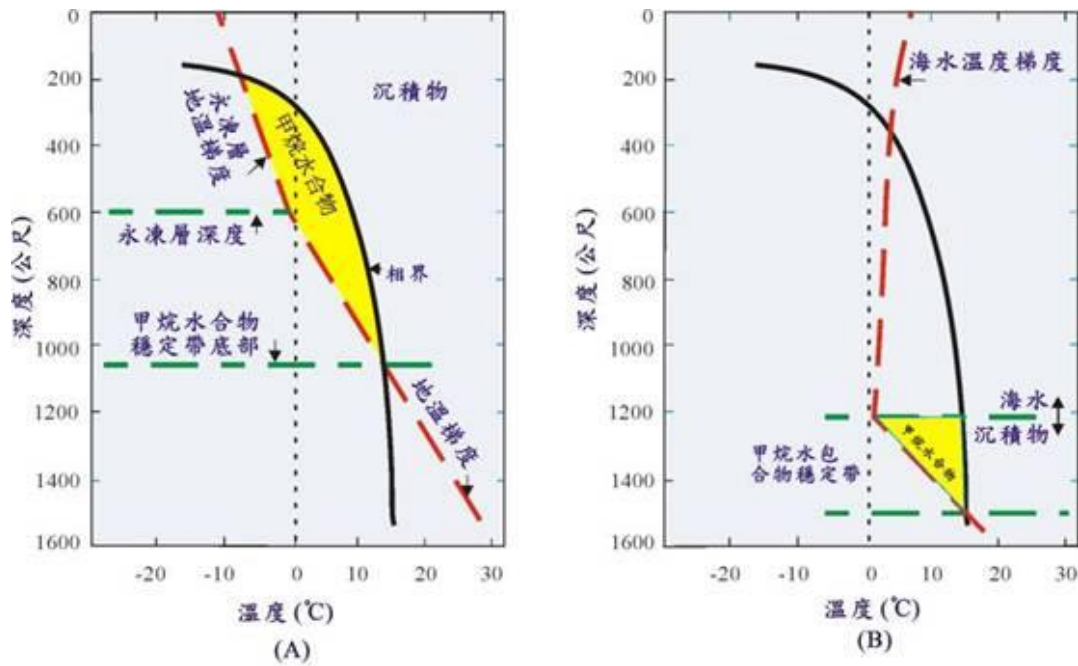 0
200
400
600
800
1000
1200
1400
1600
深度(公尺)
沉積物
永凍層
地溫梯度
甲烷水合物
永凍層深度
相界
甲烷水合物
穩定帶底部
地溫梯度
-20
-10
0
10
20
30
溫度(℃)
(A)
0
200
400
600
800
1000
1200
1400
1600
深度(公尺)
海水溫度梯度
海水
沉積物
甲烷水合物
甲烷水包
合物穩定帶
-20
-10
0
10
20
30
溫度(℃)
(B)